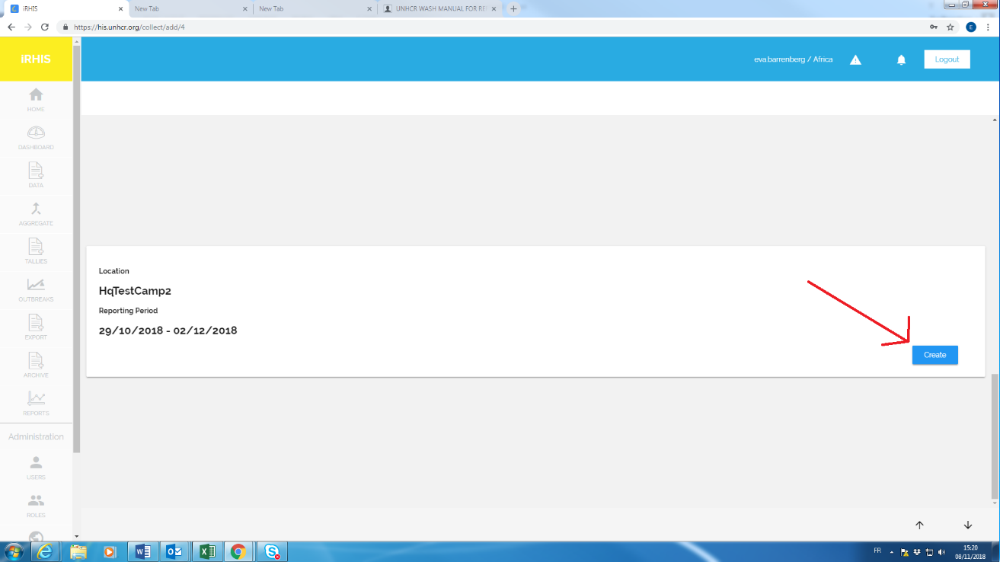 iRHIS
New Tab
New Tab
UNHCR WASH MANUAL FOR RE
https://his.unhcr.org/collect/add/4
E
iRHIS
eva.barrenberg / Africa
Logout
HOME
DASHBOARD
DATA
AGGREGATE
TALLIES
OUTBREAKS
EXPORT
ARCHIVE
REPORTS
Administration
USERS
ROLES
Location
HqTestCamp2
Reporting Period
29/10/2018 - 02/12/2018
Create
FR
15:20
08/11/2018